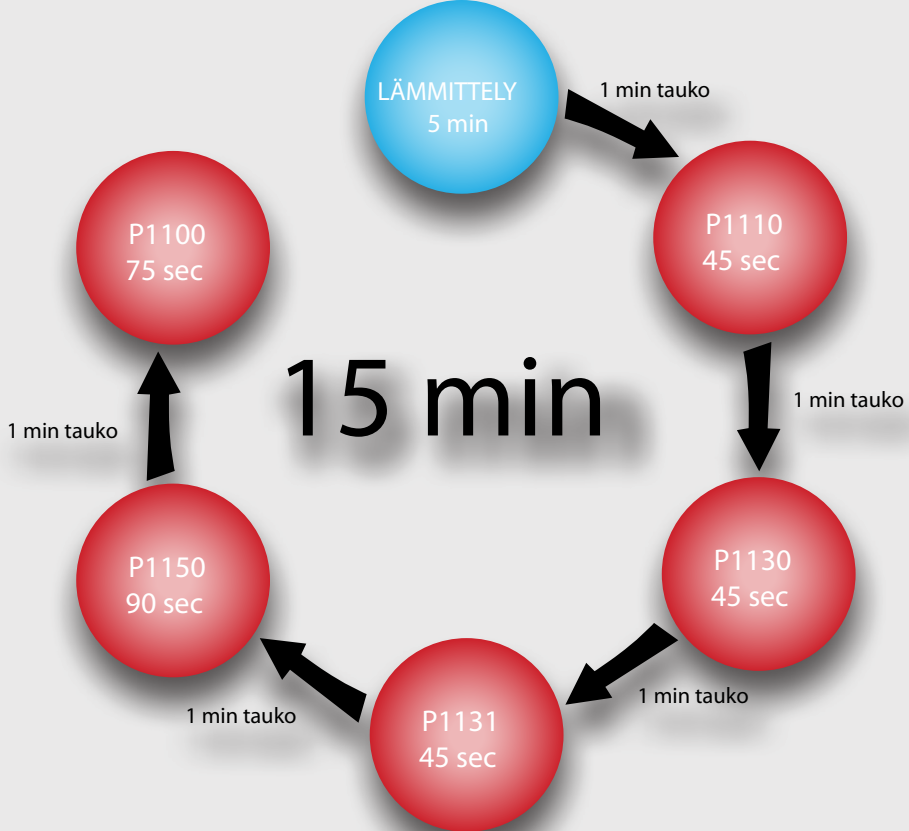 LÄMMITTELY
5 min
1 min tauko
P1110
45 sec
1 min tauko
P1130
45 sec
1 min tauko
P1131
45 sec
1 min tauko
P1150
90 sec
1 min tauko
P1100
75 sec
15 min